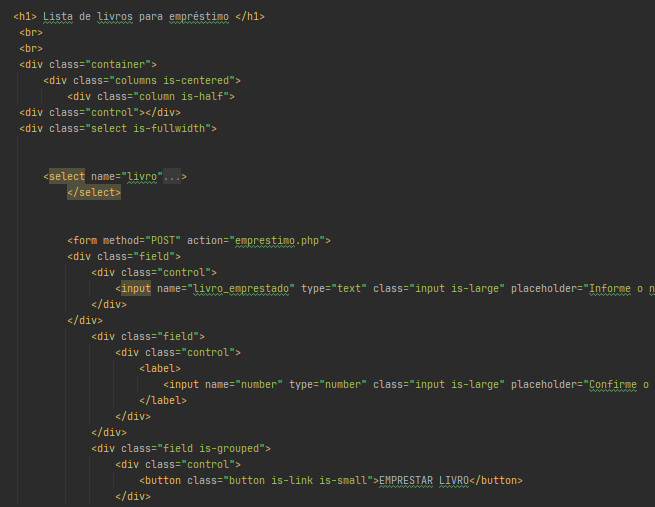 <h1> Lista de livros para empréstimo </h1>
<br>
<br>
<div class="container">
<div class="columns is-centered">
<div class="column is-half">
<div class="control"></div>
<div class="select is-fullwidth">
<select name="livro"...>
</select>
<form method="POST" action="emprestimo.php">
<div class="field">
<div class="control">
<input name="livro_emprestado" type="text" class="input is-large" placeholder="Informe o n
</div>
</div>
<div class="field">
<div class="control">
<label>
<input name="number" type="number" class="input is-large" placeholder="Confirme o
</label>
</div>
</div>
<div class="field is-grouped">
<div class="control">
<button class="button is-link is-small">EMPRESTAR LIVRO</button>
</div>